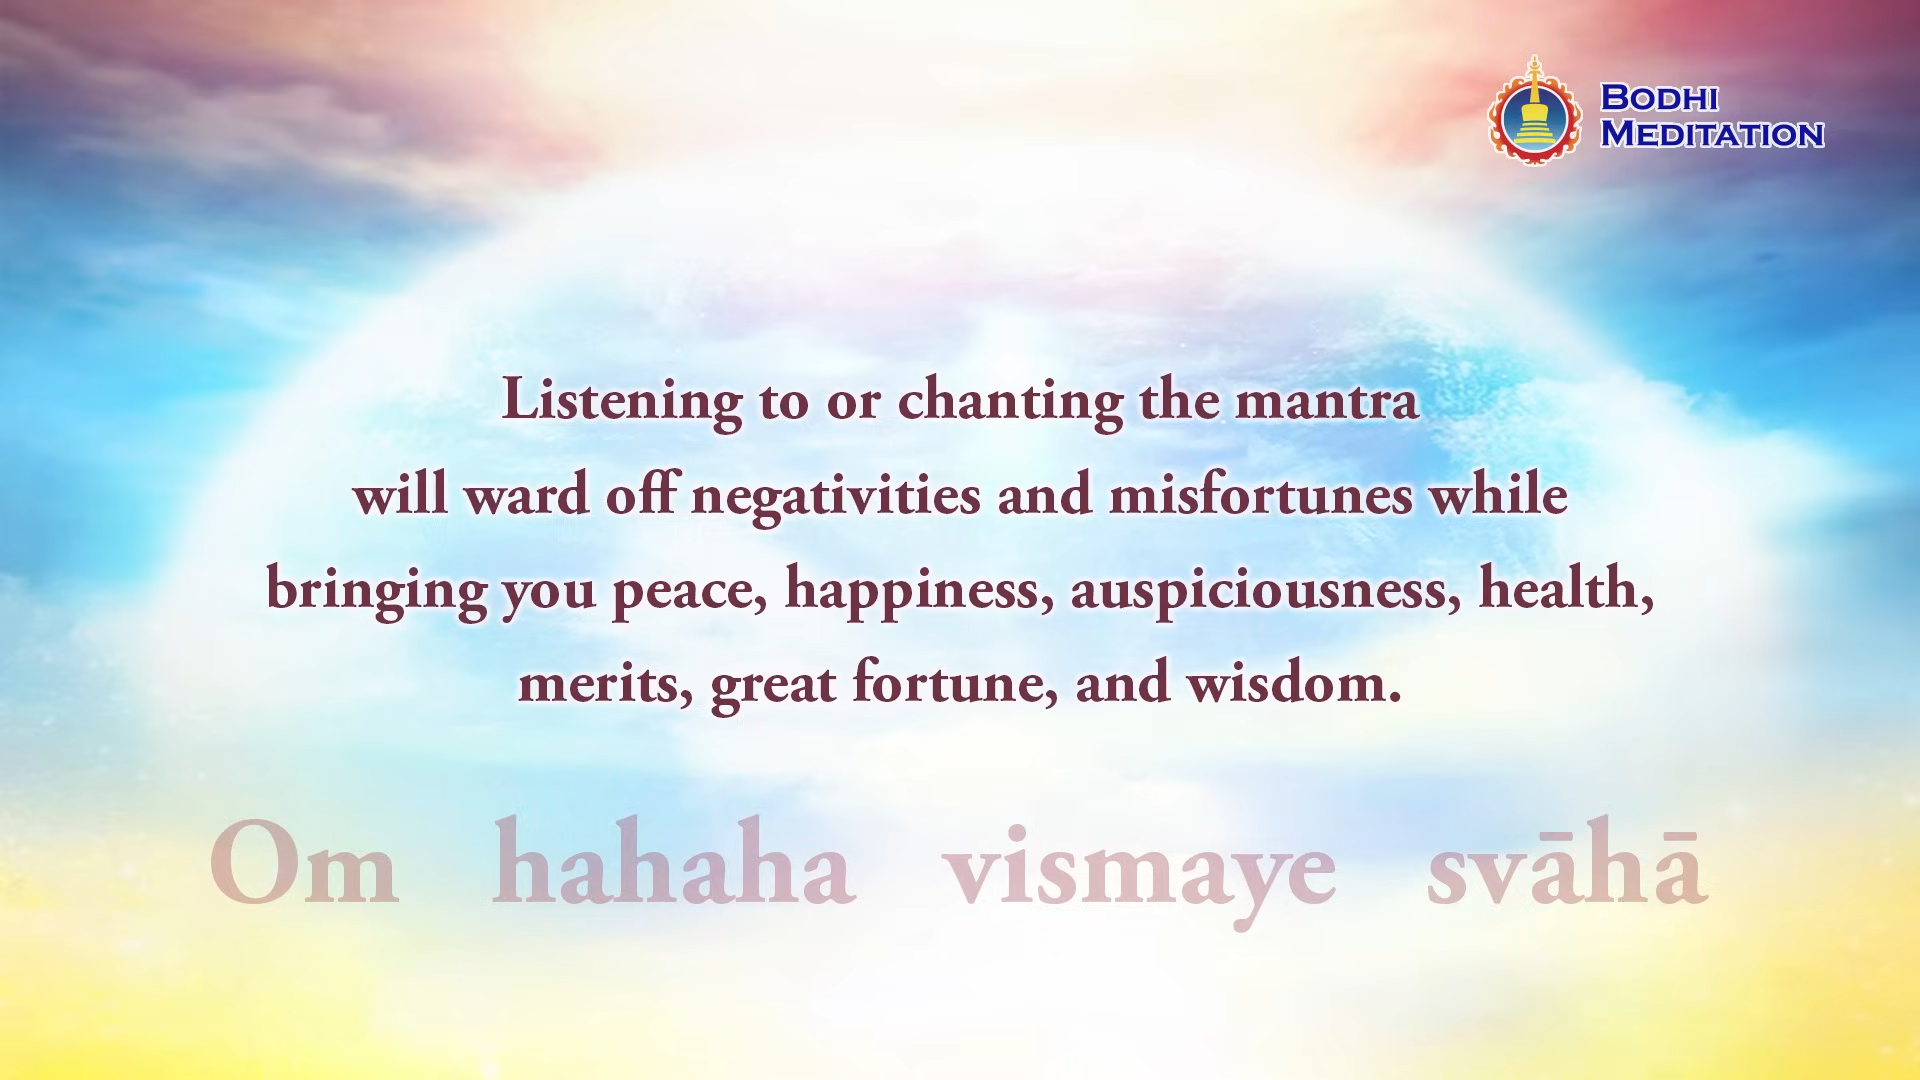 BODHI
MEDITATION
Listening to or chanting the mantra
will ward off negativities and misfortunes while
bringing you peace, happiness, auspiciousness, health,
merits, great fortune, and wisdom.
Om hahaha vismaye svāhā